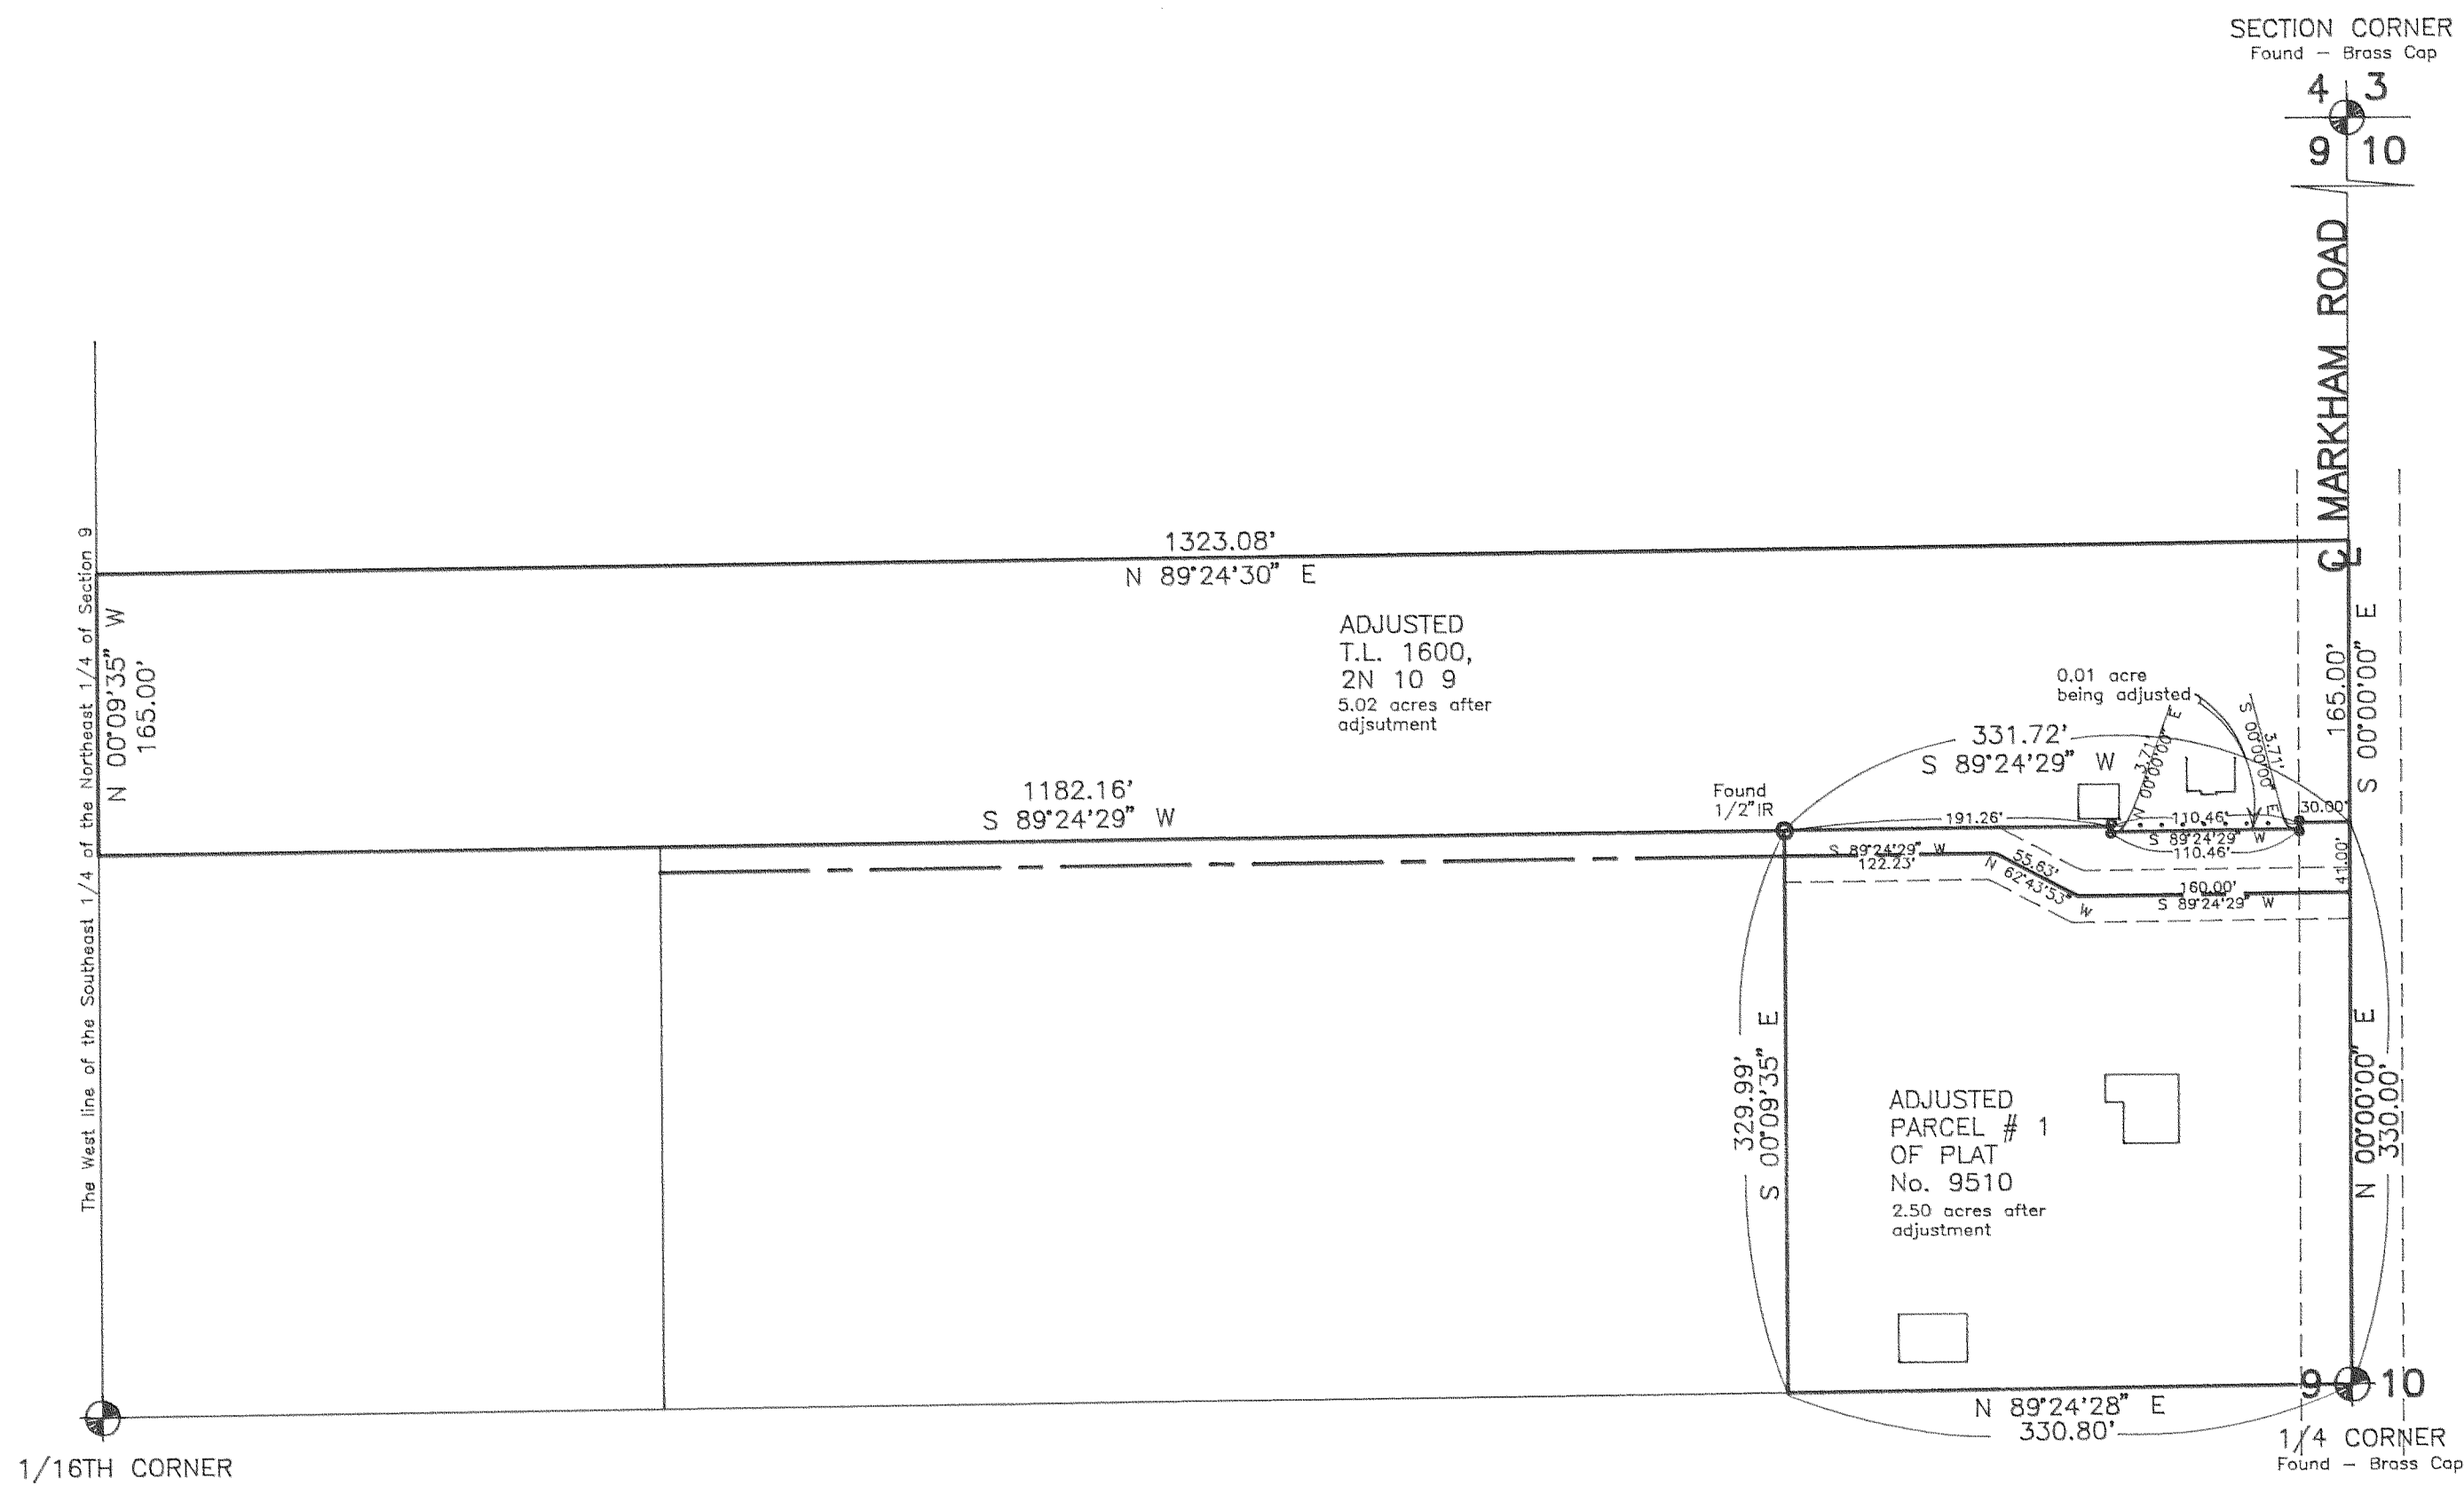 SECTION CORNER
Found - Brass Cap
4 3
9 10
MARKHAM ROAD
CL
1323.08'
N 89°24'30" E
The West line of the Southeast 1/4 of the Northeast 1/4 of Section 9
N 00°09'35" W
165.00'
ADJUSTED
T.L. 1600,
2N 10 9
5.02 acres after
adjsutment
0.01 acre
being adjusted
165.00'
S 00°00'00" E
331.72'
S 89°24'29" W
3.71'
W 00°00'00" E
3.71'
S 00°00'00" E
1182.16'
S 89°24'29" W
Found
1/2"IR
191.26'
110.46'
30.00'
S 89°24'29" W
110.46'
S 89°24'29" W
122.23'
55.63'
N 62°43'53" W
160.00'
S 89°24'29" W
41.00'
329.99'
S 00°09'35" E
N 00°00'00" E
330.00'
ADJUSTED
PARCEL # 1
OF PLAT
No. 9510
2.50 acres after
adjustment
9 10
N 89°24'28" E
330.80'
1/4 CORNER
Found - Brass Cap
1/16TH CORNER